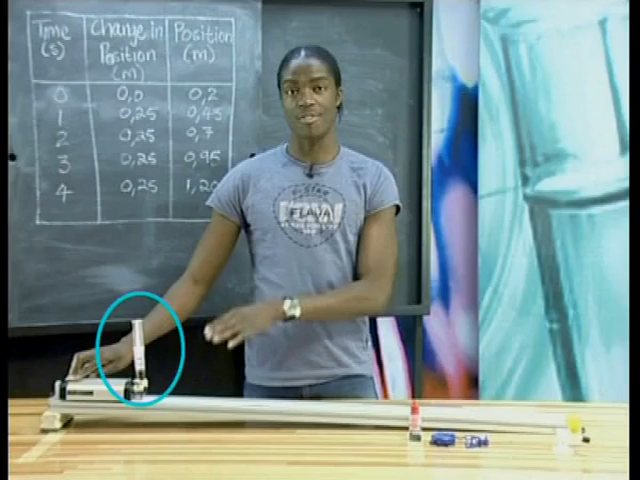 Time (s) Change in Position (m) Position (m)
0 0,0 0,2
1 0,25 0,45
2 0,25 0,7
3 0,25 0,95
4 0,25 1,20
FLAVA